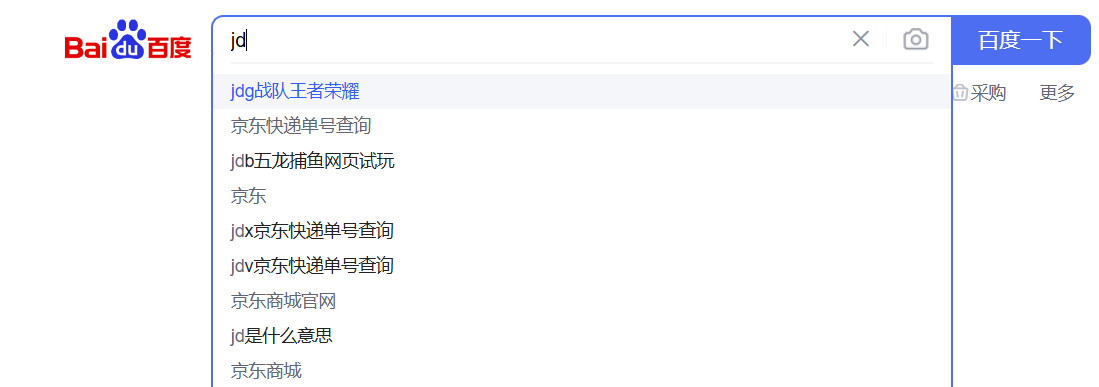 Bai du 百度
jd
百度一下
采购 更多
jdg战队王者荣耀
京东快递单号查询
jdb五龙捕鱼网页试玩
京东
jdx京东快递单号查询
jdv京东快递单号查询
京东商城官网
jd是什么意思
京东商城